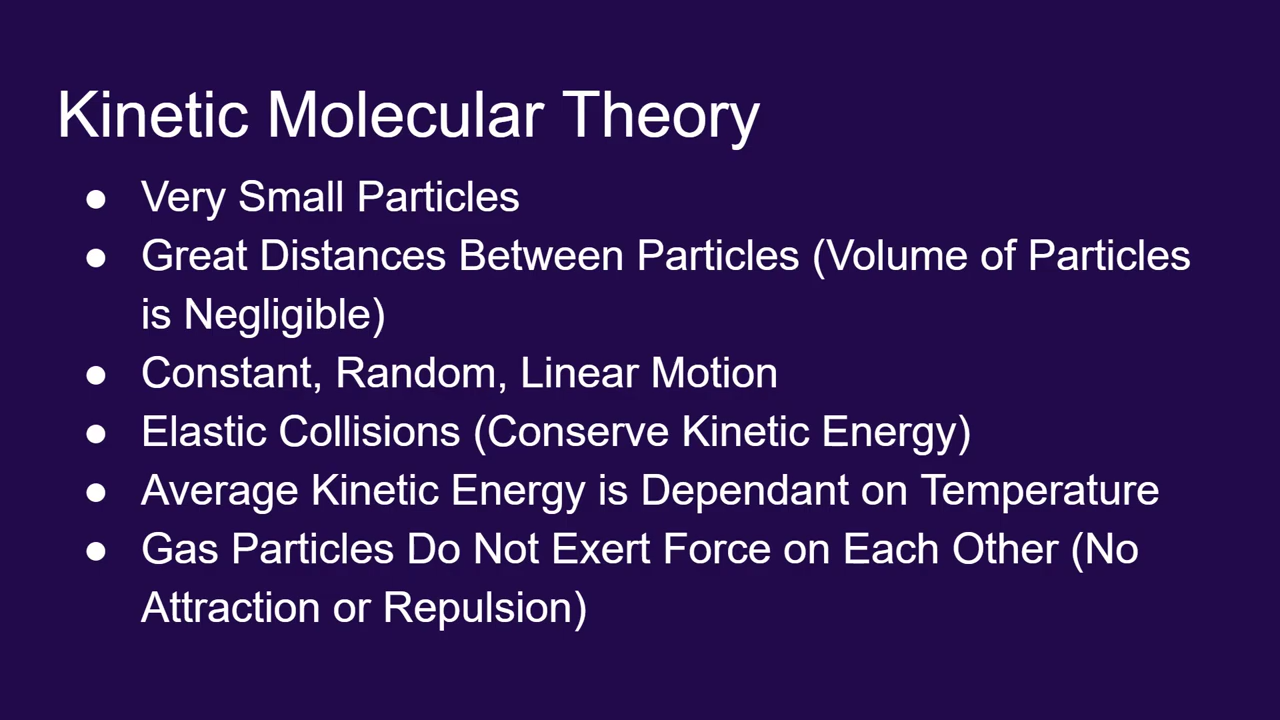 Kinetic Molecular Theory
● Very Small Particles
● Great Distances Between Particles (Volume of Particles
is Negligible)
● Constant, Random, Linear Motion
● Elastic Collisions (Conserve Kinetic Energy)
● Average Kinetic Energy is Dependant on Temperature
● Gas Particles Do Not Exert Force on Each Other (No
Attraction or Repulsion)